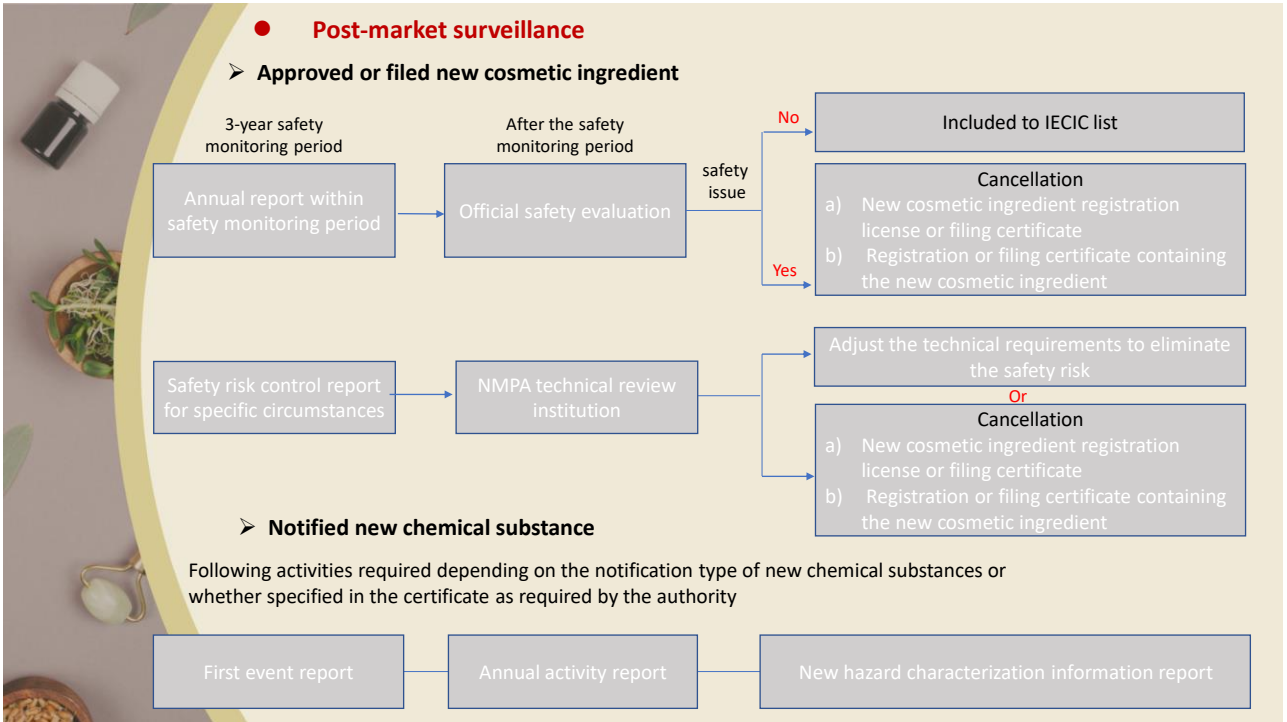 ● Post-market surveillance
➢ Approved or filed new cosmetic ingredient
3-year safety
monitoring period
After the safety
monitoring period
Annual report within
safety monitoring period
Official safety evaluation
safety
issue
No
Included to IECIC list
Yes
Cancellation
a) New cosmetic ingredient registration
license or filing certificate
b) Registration or filing certificate containing
the new cosmetic ingredient
Safety risk control report
for specific circumstances
NMPA technical review
institution
Adjust the technical requirements to eliminate
the safety risk
Or
Cancellation
a) New cosmetic ingredient registration
license or filing certificate
b) Registration or filing certificate containing
the new cosmetic ingredient
➢ Notified new chemical substance
Following activities required depending on the notification type of new chemical substances or
whether specified in the certificate as required by the authority
First event report
Annual activity report
New hazard characterization information report